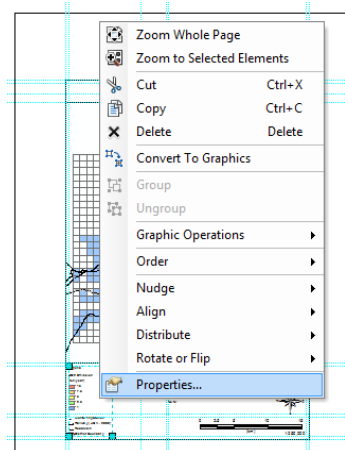 Zoom Whole Page
Zoom to Selected Elements
Cut Ctrl+X
Copy Ctrl+C
Delete Delete
Convert To Graphics
Group
Ungroup
Graphic Operations
Order
Nudge
Align
Distribute
Rotate or Flip
Properties...